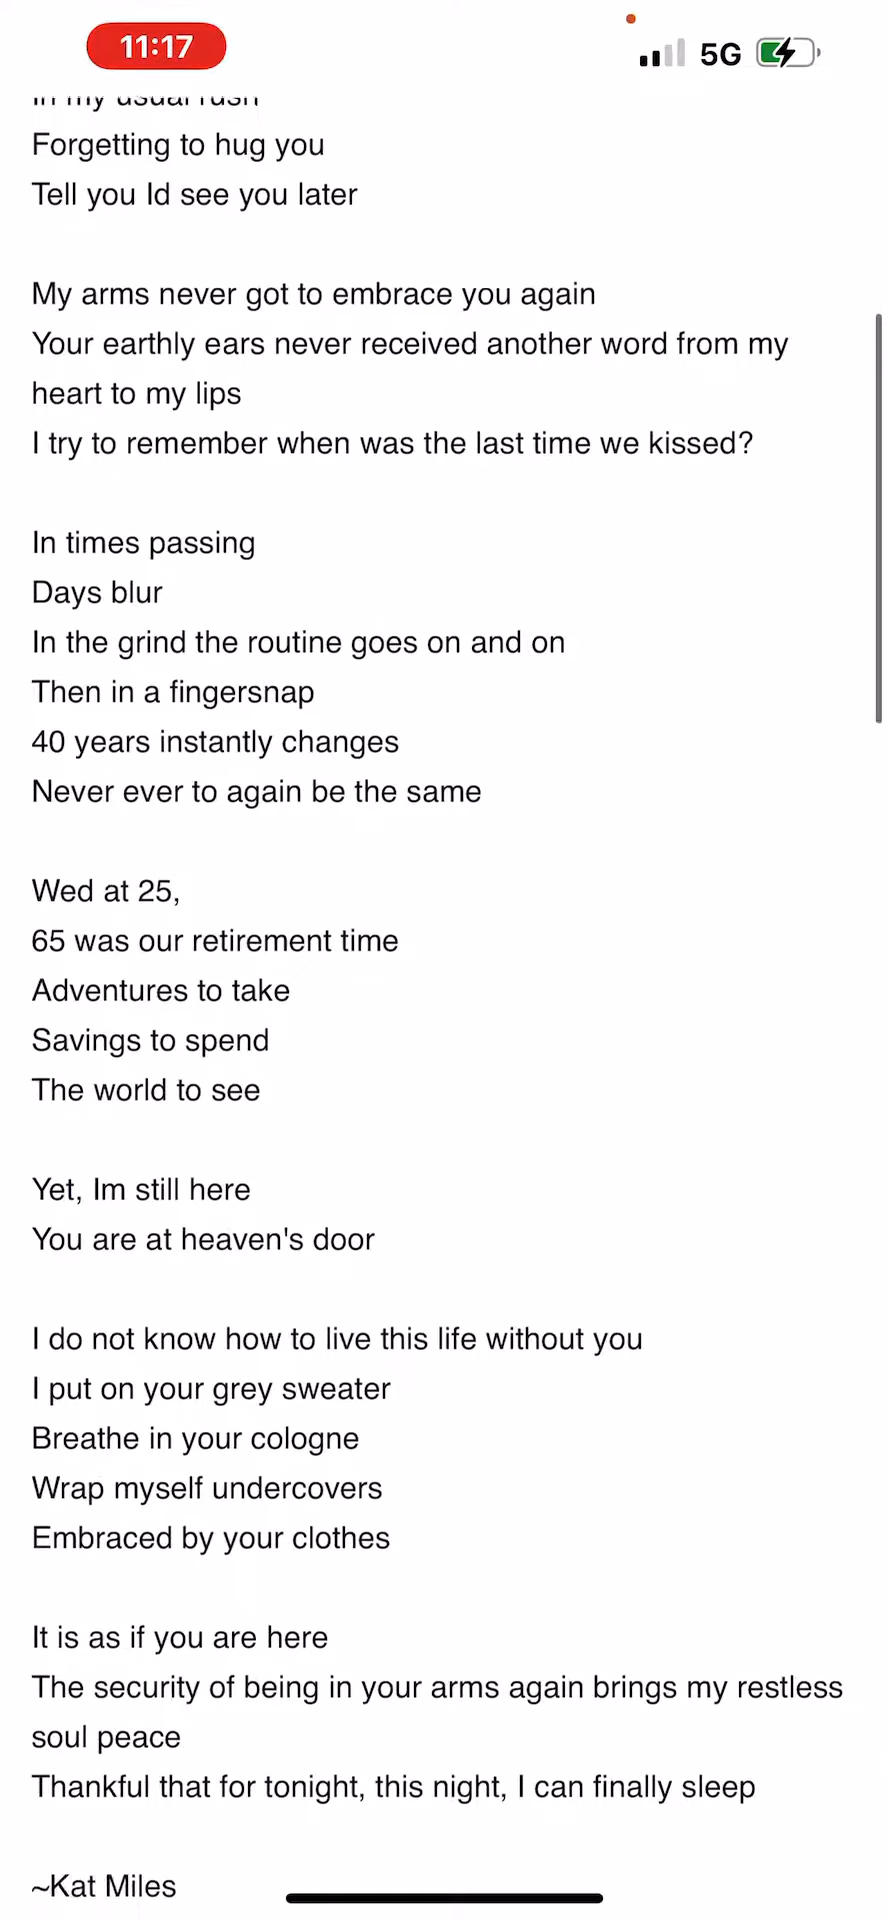 11:17
5G
In my usual rush
Forgetting to hug you
Tell you Id see you later
My arms never got to embrace you again
Your earthly ears never received another word from my
heart to my lips
I try to remember when was the last time we kissed?
In times passing
Days blur
In the grind the routine goes on and on
Then in a fingersnap
40 years instantly changes
Never ever to again be the same
Wed at 25,
65 was our retirement time
Adventures to take
Savings to spend
The world to see
Yet, Im still here
You are at heaven's door
I do not know how to live this life without you
I put on your grey sweater
Breathe in your cologne
Wrap myself undercovers
Embraced by your clothes
It is as if you are here
The security of being in your arms again brings my restless
soul peace
Thankful that for tonight, this night, I can finally sleep
~Kat Miles